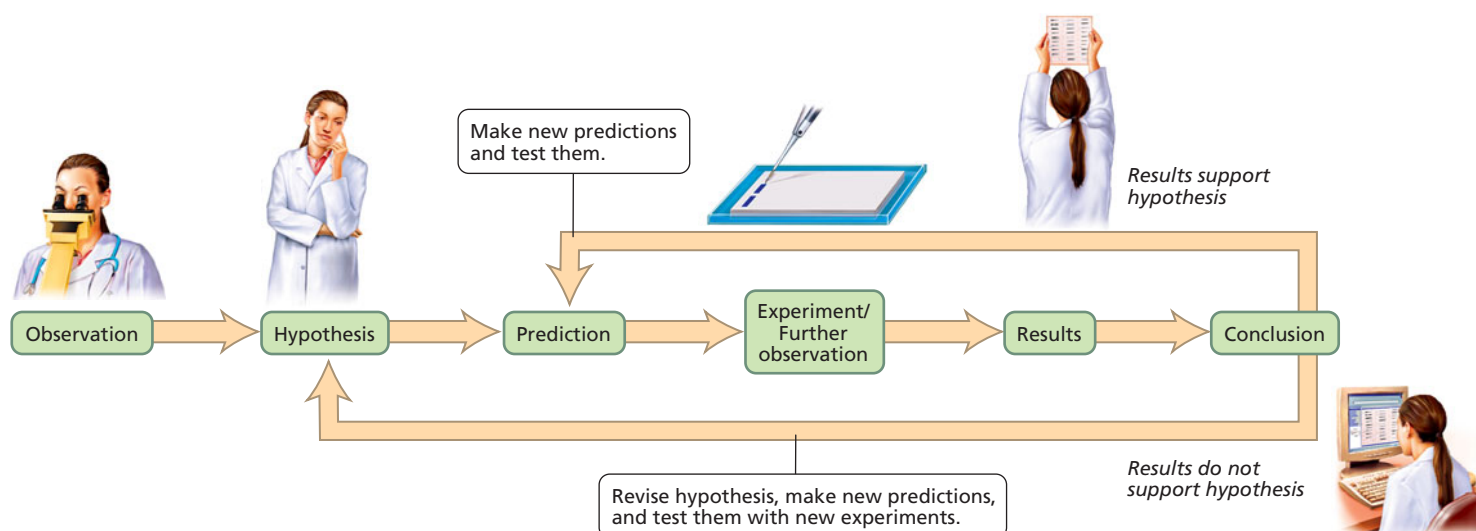 Make new predictions
and test them.
Results support
hypothesis
Observation
Hypothesis
Prediction
Experiment/
Further
observation
Results
Conclusion
Results do not
support hypothesis
Revise hypothesis, make new predictions,
and test them with new experiments.